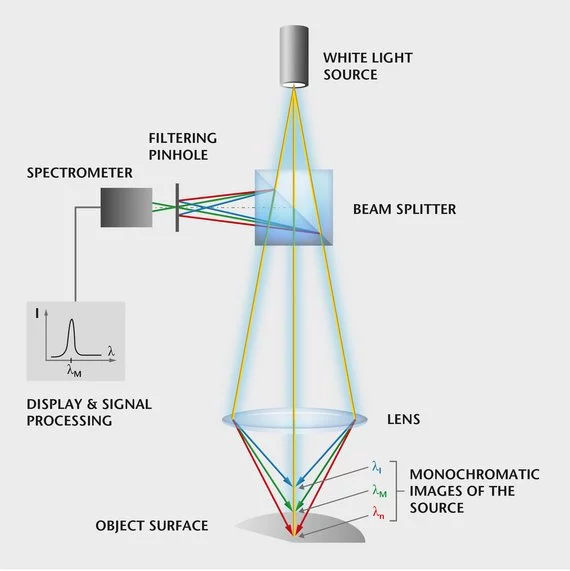 WHITE LIGHT
SOURCE
FILTERING
PINHOLE
SPECTROMETER
BEAM SPLITTER
I
λ
λM
DISPLAY & SIGNAL
PROCESSING
LENS
λI
λM
λn
MONOCHROMATIC
IMAGES OF THE
SOURCE
OBJECT SURFACE